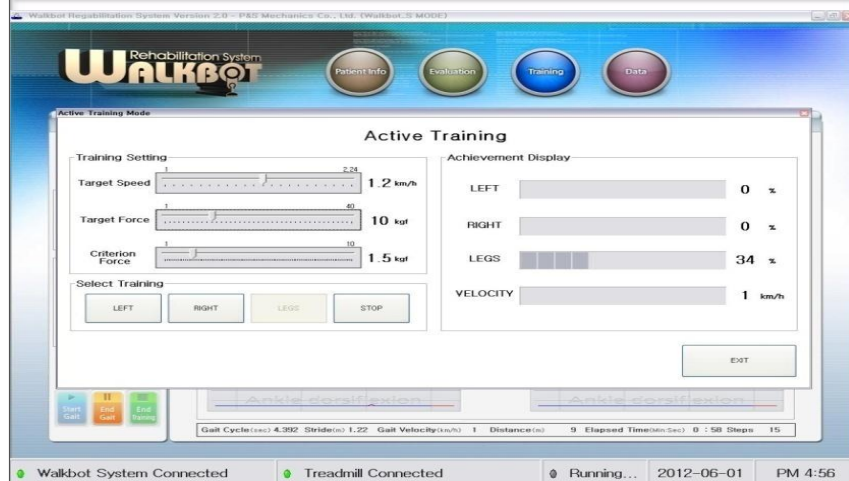 Walkbot Regabilitation System Version 2.0 - P&S Mechanics Co., Ltd. (Walkbot_S MODE)
Rehabilitation System
WALKBOT
Patient Info
Evaluation
Training
Data
Active Training Mode
Active Training
Training Setting
Target Speed 1 2,24 1.2 km/h
Target Force 1 40 10 kgf
Criterion Force 1 10 1.5 kgf
Select Training
LEFT RIGHT LEGS STOP
Achievement Display
LEFT 0 %
RIGHT 0 %
LEGS 34 %
VELOCITY 1 km/h
EXIT
Start Gait
End Gait
End Training
Ankle dorsiflexion Ankle dorsiflexion
Gait Cycle(sec) 4.392 Stride(m) 1.22 Gait Velocity(km/h) 1 Distance(m) 9 Elapsed Time(Min:Sec) 0 : 58 Steps 15
Walkbot System Connected Treadmill Connected Running... 2012-06-01 PM 4:56